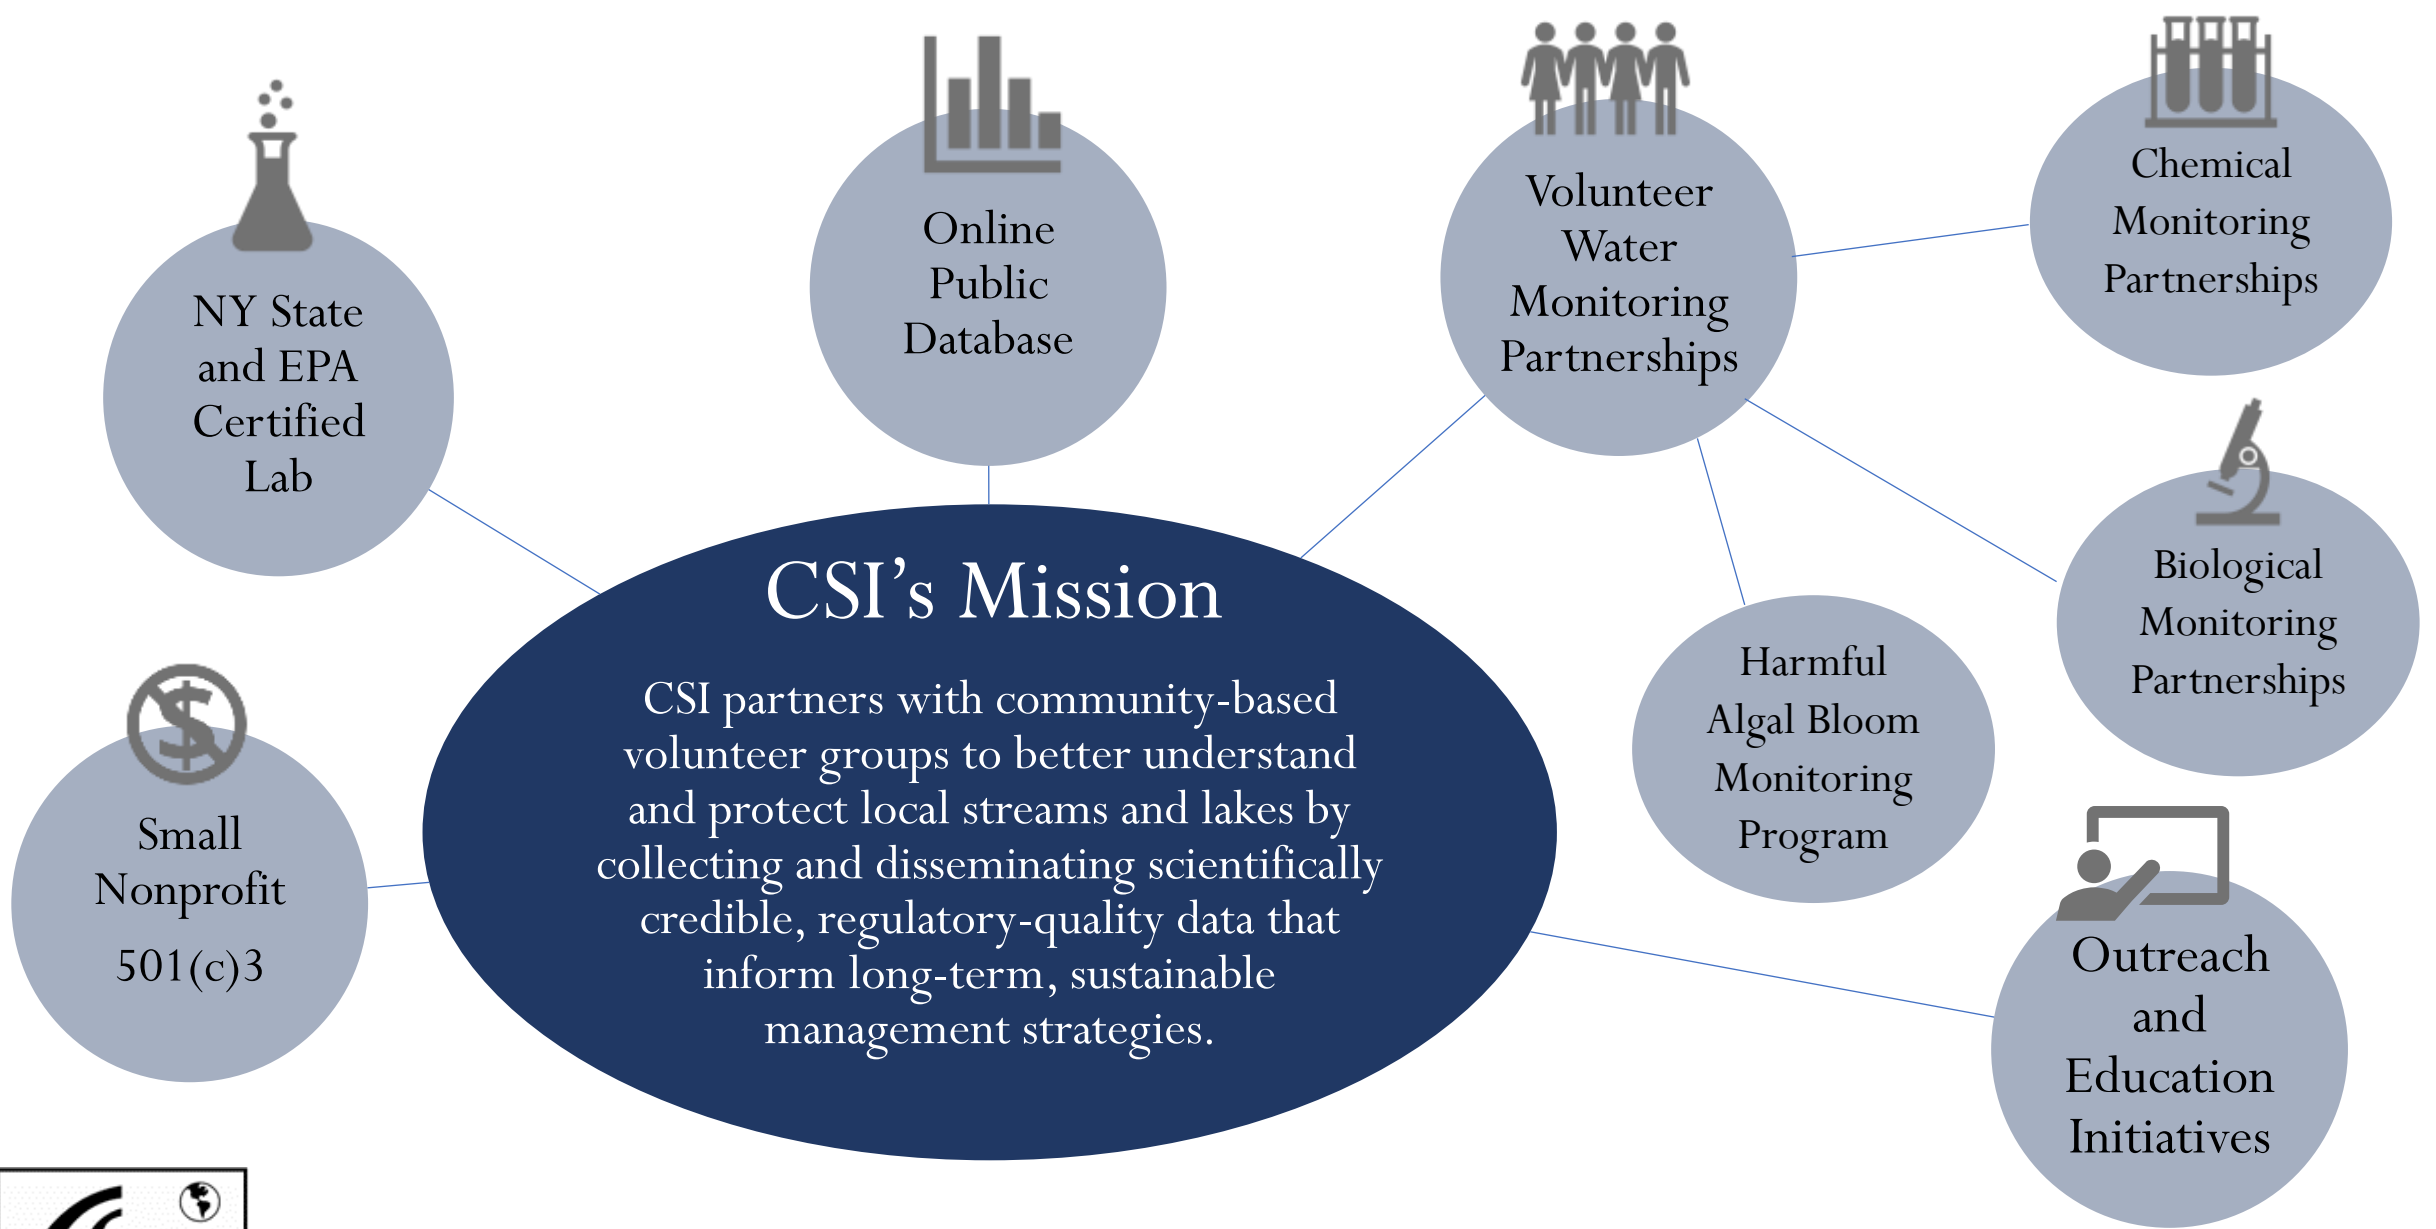 NY State
and EPA
Certified
Lab
Online
Public
Database
Volunteer
Water
Monitoring
Partnerships
Chemical
Monitoring
Partnerships
Biological
Monitoring
Partnerships
Harmful
Algal Bloom
Monitoring
Program
Outreach
and
Education
Initiatives
Small
Nonprofit
501(c)3
CSI’s Mission
CSI partners with community-based
volunteer groups to better understand
and protect local streams and lakes by
collecting and disseminating scientifically
credible, regulatory-quality data that
inform long-term, sustainable
management strategies.